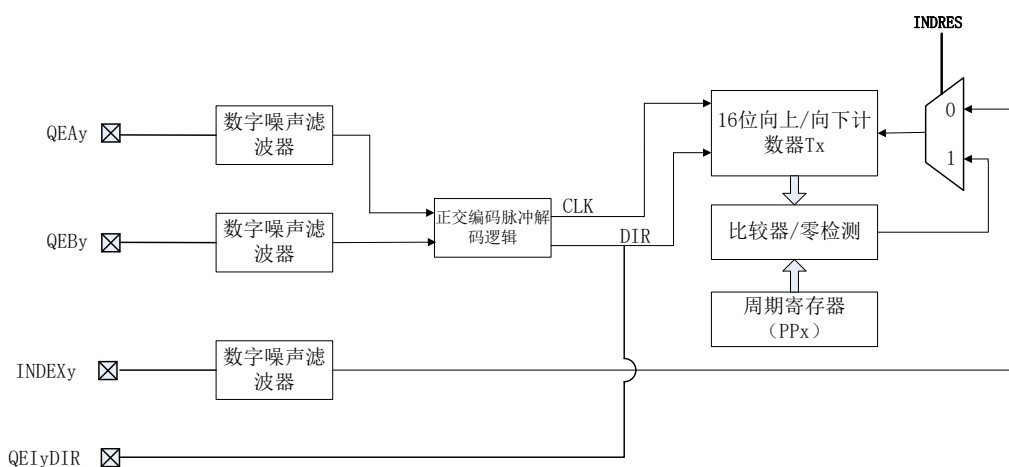 INDRES
QEAy
数字噪声滤
波器
16位向上/向下计
数器Tx
0
1
QEBy
数字噪声滤
波器
正交编码脉冲解
码逻辑
CLK
DIR
比较器/零检测
周期寄存器
（PPx）
INDEXy
数字噪声滤
波器
QEIyDIR